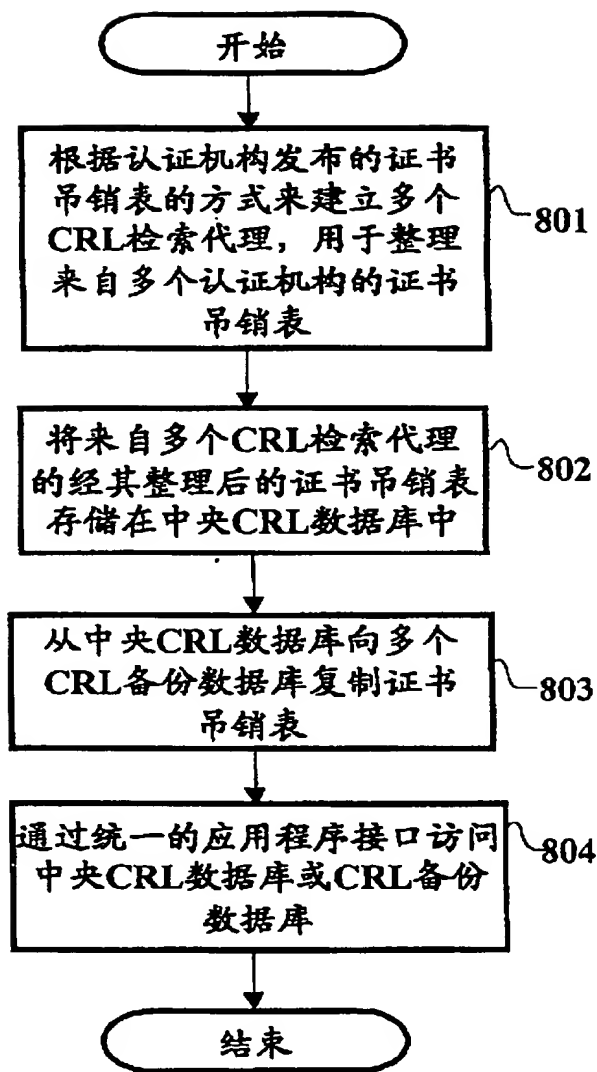 开始
根据认证机构发布的证书
吊销表的方式来建立多个
CRL检索代理，用于整理
来自多个认证机构的证书
吊销表
801
将来自多个CRL检索代理
的经其整理后的证书吊销表
存储在中央CRL数据库中
802
从中央CRL数据库向多个
CRL备份数据库复制证书
吊销表
803
通过统一的应用程序接口访问
中央CRL数据库或CRL备份
数据库
804
结束